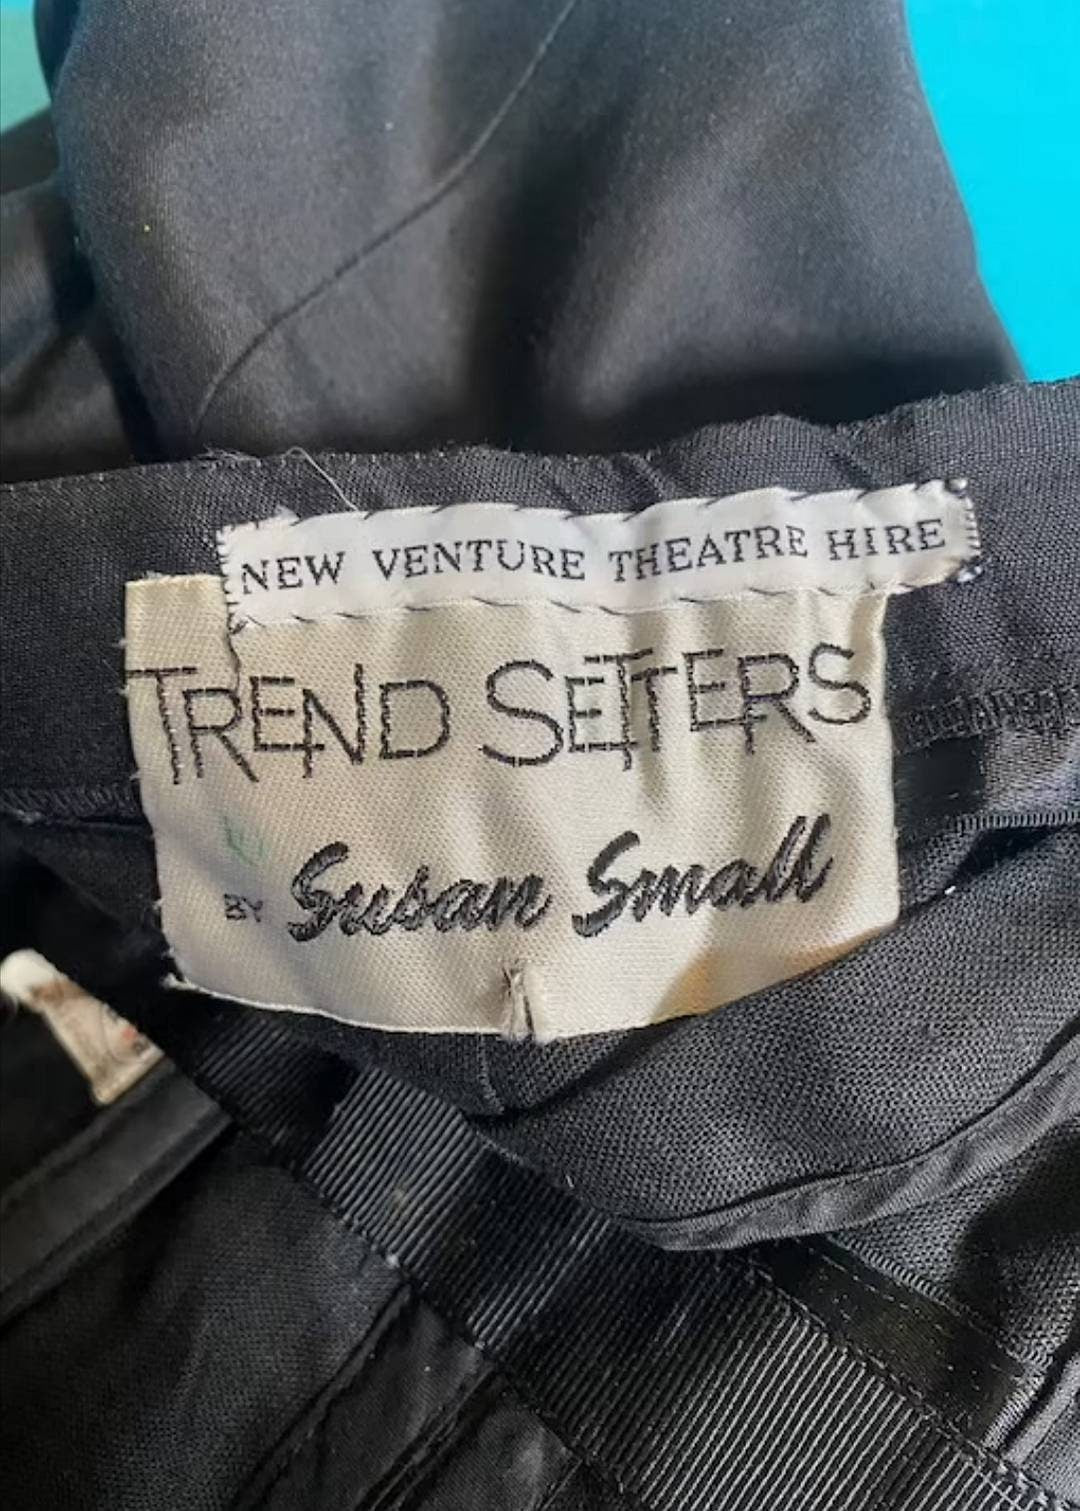 NEW VENTURE THEATRE HIRE
TREND SETTERS
BY Susan Small